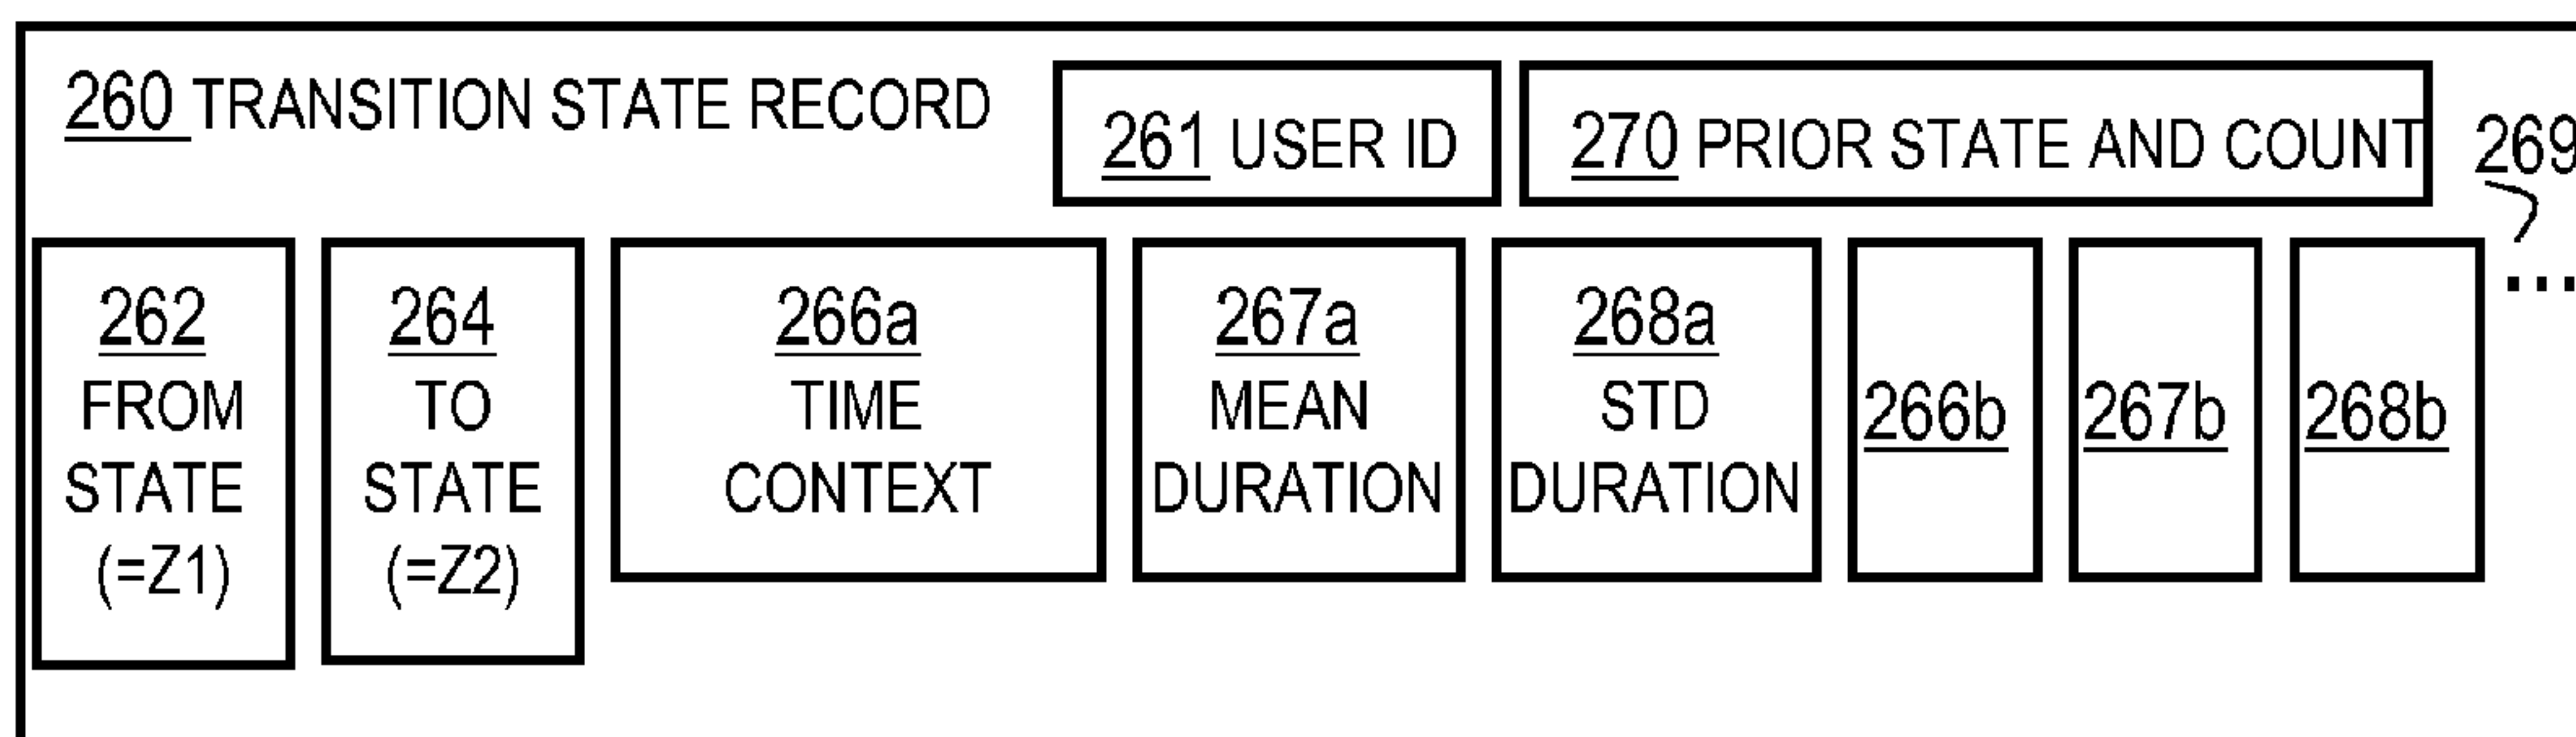 260 TRANSITION STATE RECORD
261 USER ID
270 PRIOR STATE AND COUNT
269
262
FROM
STATE
(=Z1)
264
TO
STATE
(=Z2)
266a
TIME
CONTEXT
267a
MEAN
DURATION
268a
STD
DURATION
266b
267b
268b
...